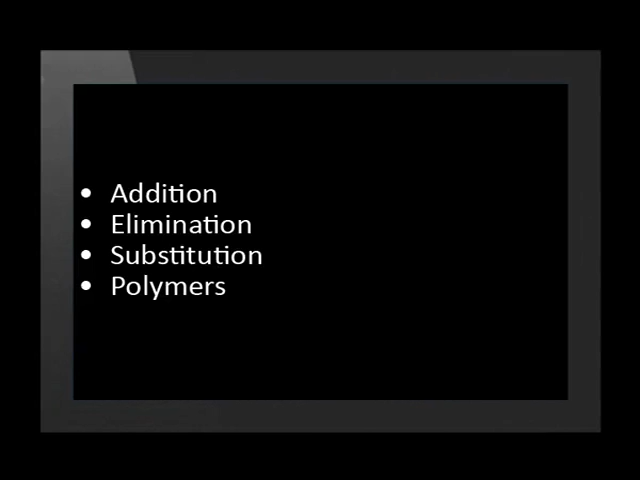 • Addition
• Elimination
• Substitution
• Polymers